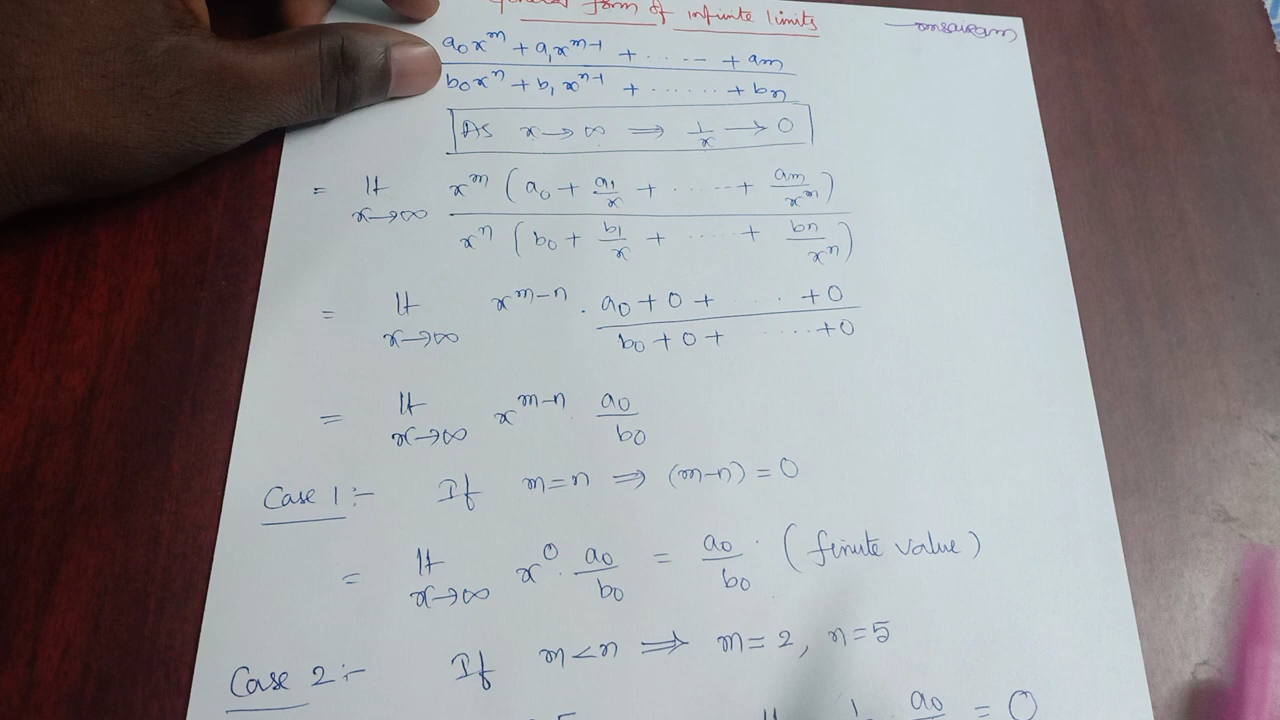 General form of infinite limits
a₀xᵐ + a₁xᵐ⁻¹ + ...... + aₘ / b₀xⁿ + b₁xⁿ⁻¹ + ...... + bₙ
As x→∞ ⇒ 1/x → 0
= lt x→∞ xᵐ (a₀ + a₁/x + ...... + aₘ/xᵐ) / xⁿ (b₀ + b₁/x + ...... + bₙ/xⁿ)
= lt x→∞ xᵐ⁻ⁿ · a₀ + 0 + ...... + 0 / b₀ + 0 + ...... + 0
= lt x→∞ xᵐ⁻ⁿ · a₀/b₀
Case 1 :- If m=n ⇒ (m-n) = 0
= lt x→∞ x⁰ · a₀/b₀ = a₀/b₀ . (finite value)
Case 2 :- If m<n ⇒ m=2, n=5
a₀ = 0